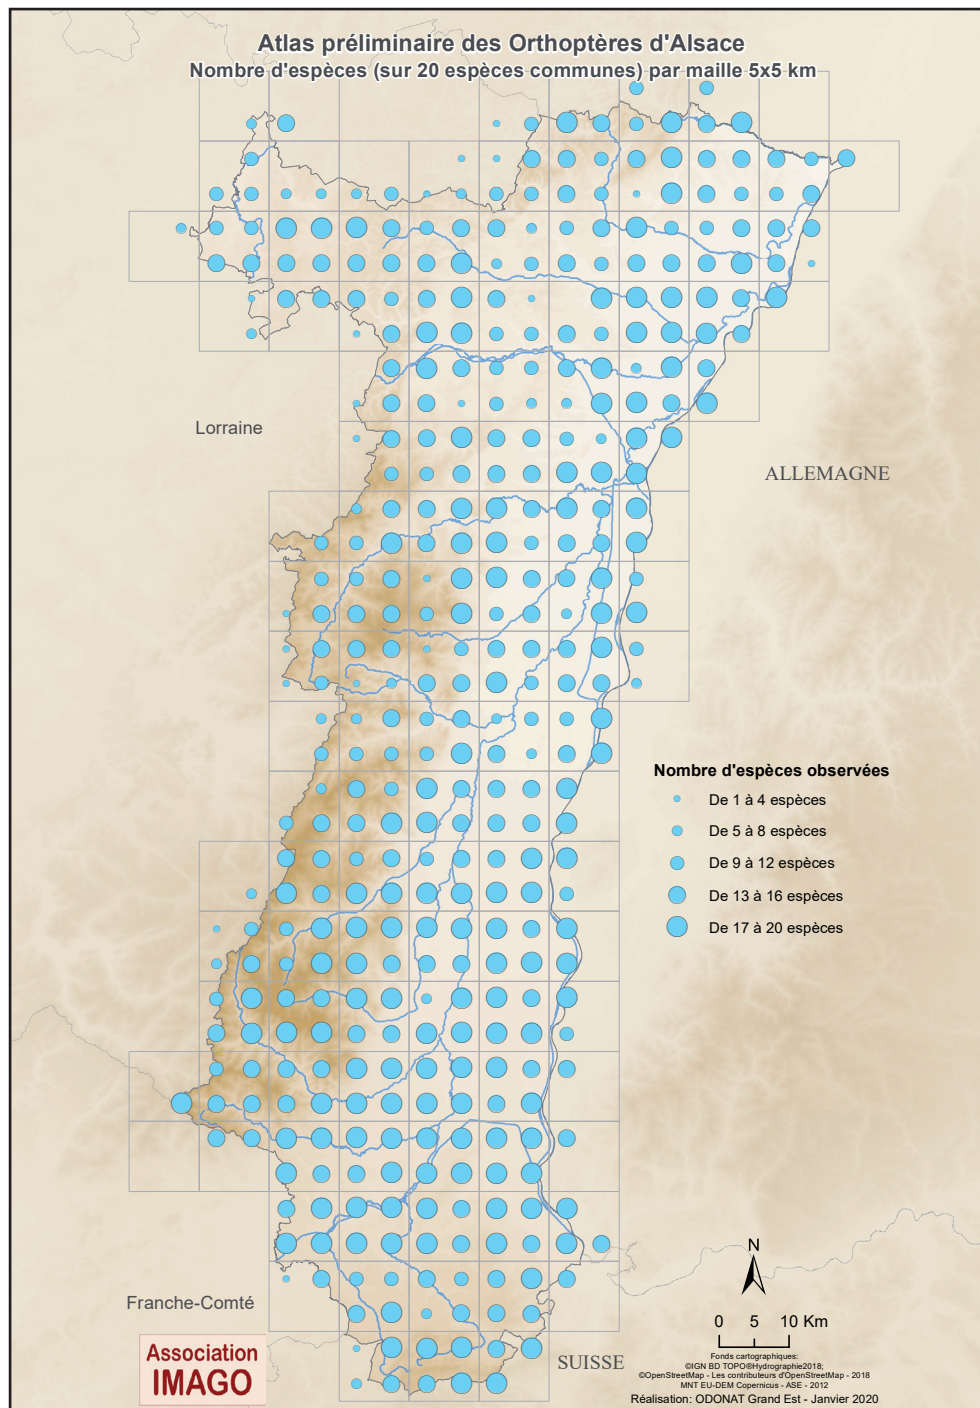 Atlas préliminaire des Orthoptères d'Alsace
Nombre d'espèces (sur 20 espèces communes) par maille 5x5 km
Lorraine
ALLEMAGNE
Nombre d'espèces observées
De 1 à 4 espèces
De 5 à 8 espèces
De 9 à 12 espèces
De 13 à 16 espèces
De 17 à 20 espèces
N
Franche-Comté
0 5 10 Km
Association
IMAGO
SUISSE
Fonds cartographiques:
©IGN BD TOPO®Hydrographie2018;
©OpenStreetMap - Les contributeurs d'OpenStreetMap - 2018
MNT EU-DEM Copernicus - ASE - 2012
Réalisation: ODONAT Grand Est - Janvier 2020